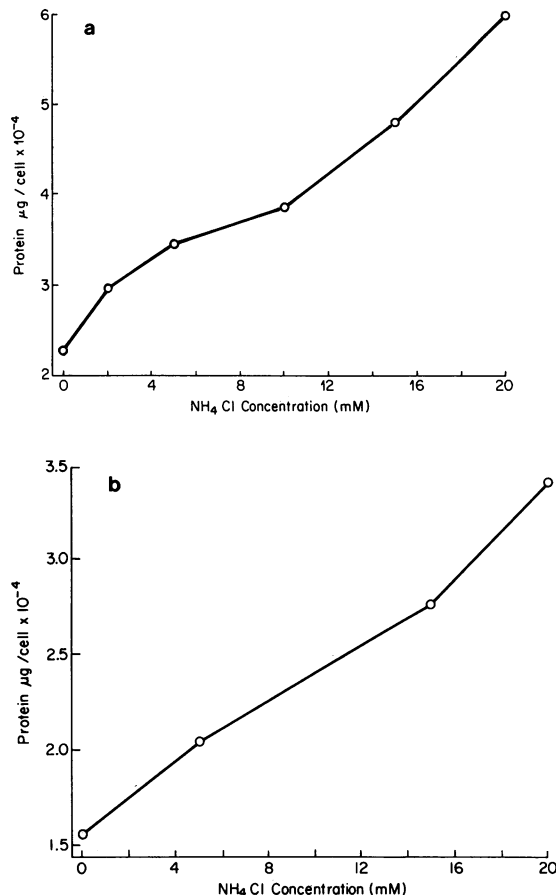 a
6
5
4
3
2
Protein µg / cell x 10⁻⁴
0 4 8 12 16 20
NH₄ Cl Concentration (mM)
b
3.5
3.0
2.5
2.0
1.5
Protein µg /cell x 10⁻⁴
0 4 8 12 16 20
NH₄ Cl Concentration (mM)